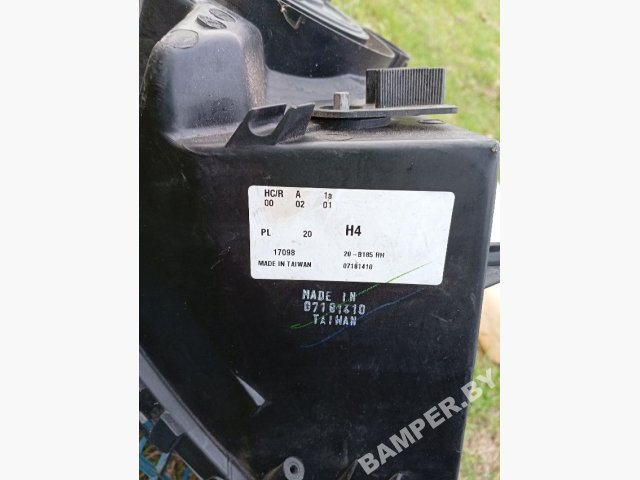 HC/R A 1a
00 02 01
PL 20 H4
17098 20-B185 RH
MADE IN TAIWAN 07181410
MADE IN
07181410
TAIWAN
BAMPER.BY